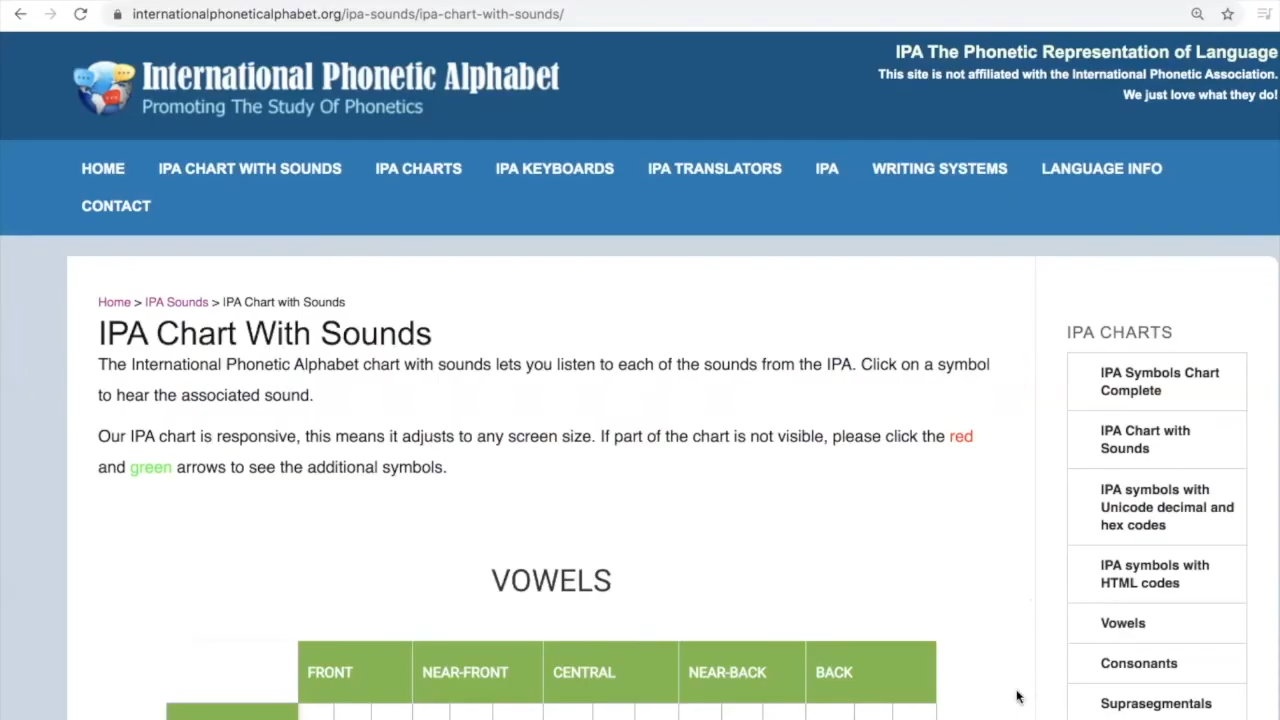 internationalphoneticalphabet.org/ipa-sounds/ipa-chart-with-sounds/
International Phonetic Alphabet
Promoting The Study Of Phonetics
IPA The Phonetic Representation of Language
This site is not affiliated with the International Phonetic Association.
We just love what they do!
HOME IPA CHART WITH SOUNDS IPA CHARTS IPA KEYBOARDS IPA TRANSLATORS IPA WRITING SYSTEMS LANGUAGE INFO
CONTACT
Home > IPA Sounds > IPA Chart with Sounds
IPA Chart With Sounds
The International Phonetic Alphabet chart with sounds lets you listen to each of the sounds from the IPA. Click on a symbol
to hear the associated sound.
Our IPA chart is responsive, this means it adjusts to any screen size. If part of the chart is not visible, please click the red
and green arrows to see the additional symbols.
VOWELS
FRONT NEAR-FRONT CENTRAL NEAR-BACK BACK
IPA CHARTS
IPA Symbols Chart
Complete
IPA Chart with
Sounds
IPA symbols with
Unicode decimal and
hex codes
IPA symbols with
HTML codes
Vowels
Consonants
Suprasegmentals